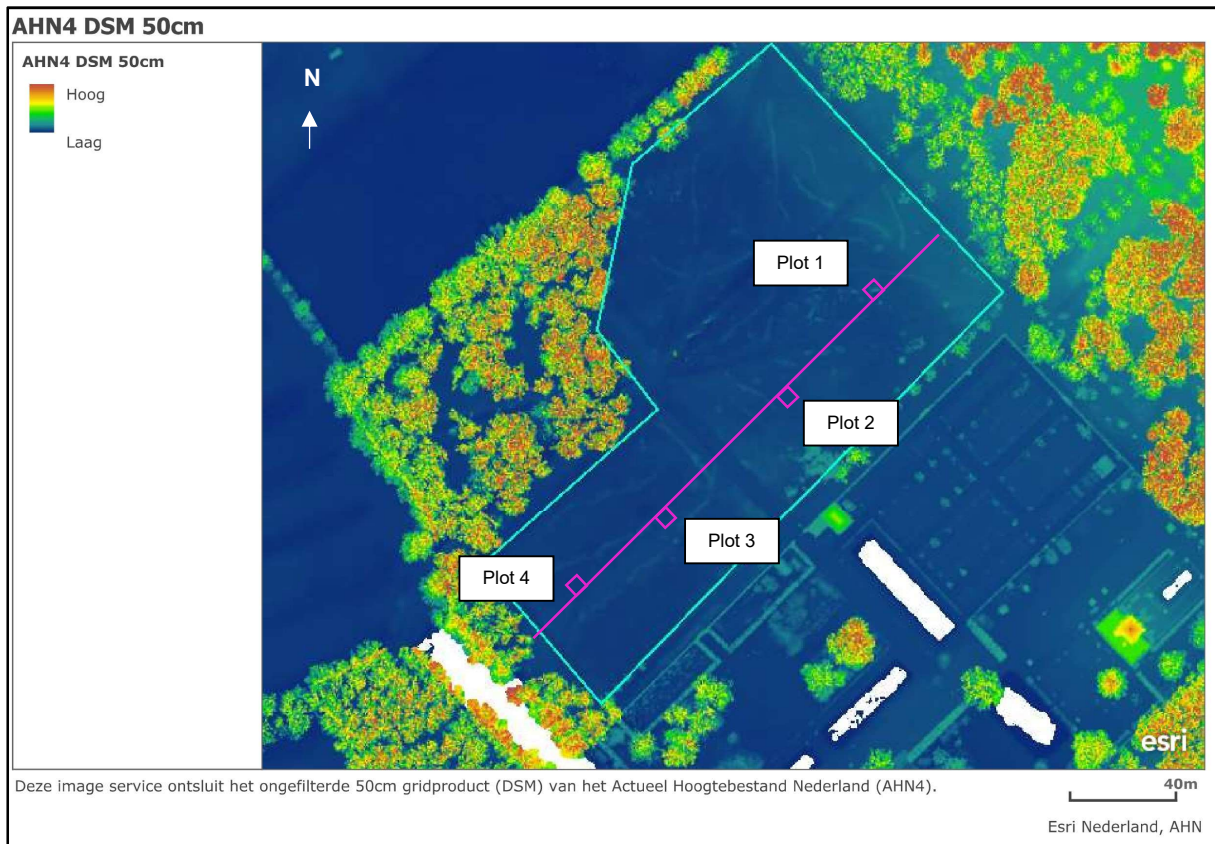 AHN4 DSM 50cm
AHN4 DSM 50cm
Hoog
Laag
N
Plot 1
Plot 2
Plot 3
Plot 4
esri
Deze image service ontsluit het ongefilterde 50cm gridproduct (DSM) van het Actueel Hoogtebestand Nederland (AHN4).
40m
Esri Nederland, AHN